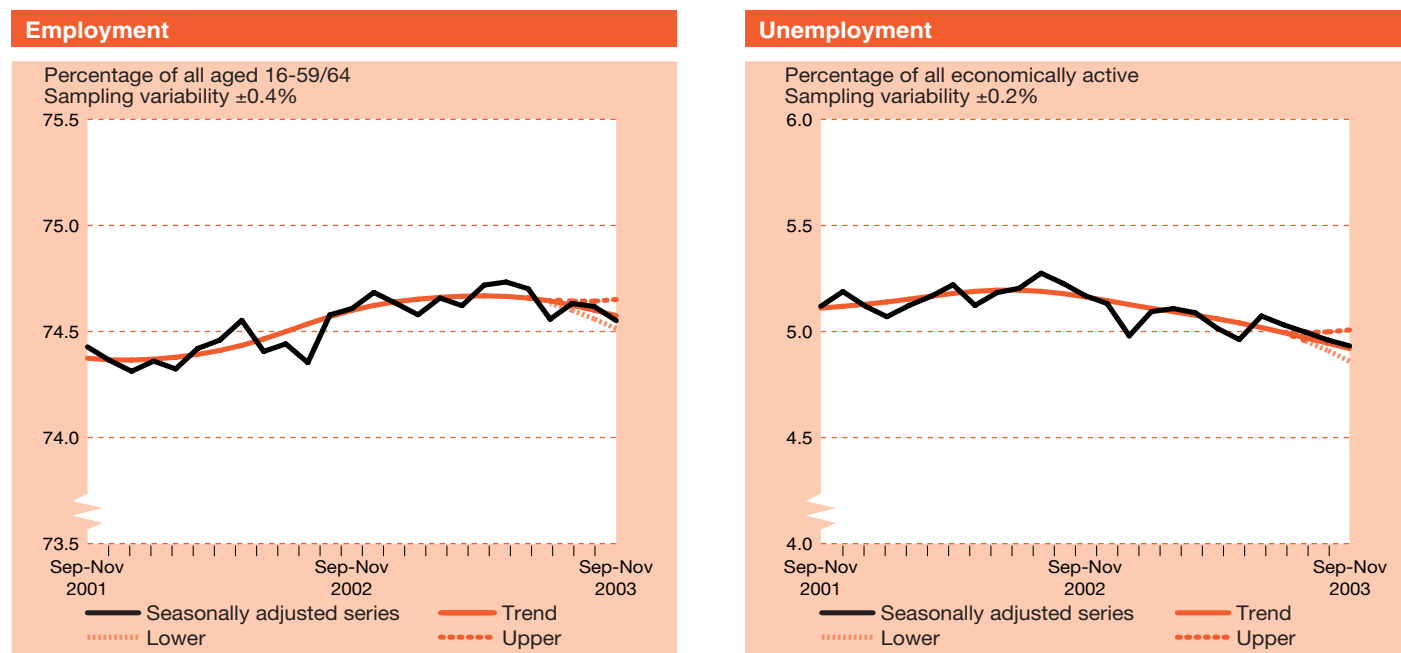 Employment
Percentage of all aged 16-59/64
Sampling variability ±0.4%
75.5
75.0
74.5
74.0
73.5
Sep-Nov
2001
Sep-Nov
2002
Sep-Nov
2003
Seasonally adjusted series
Trend
Lower
Upper
Unemployment
Percentage of all economically active
Sampling variability ±0.2%
6.0
5.5
5.0
4.5
4.0
Sep-Nov
2001
Sep-Nov
2002
Sep-Nov
2003
Seasonally adjusted series
Trend
Lower
Upper